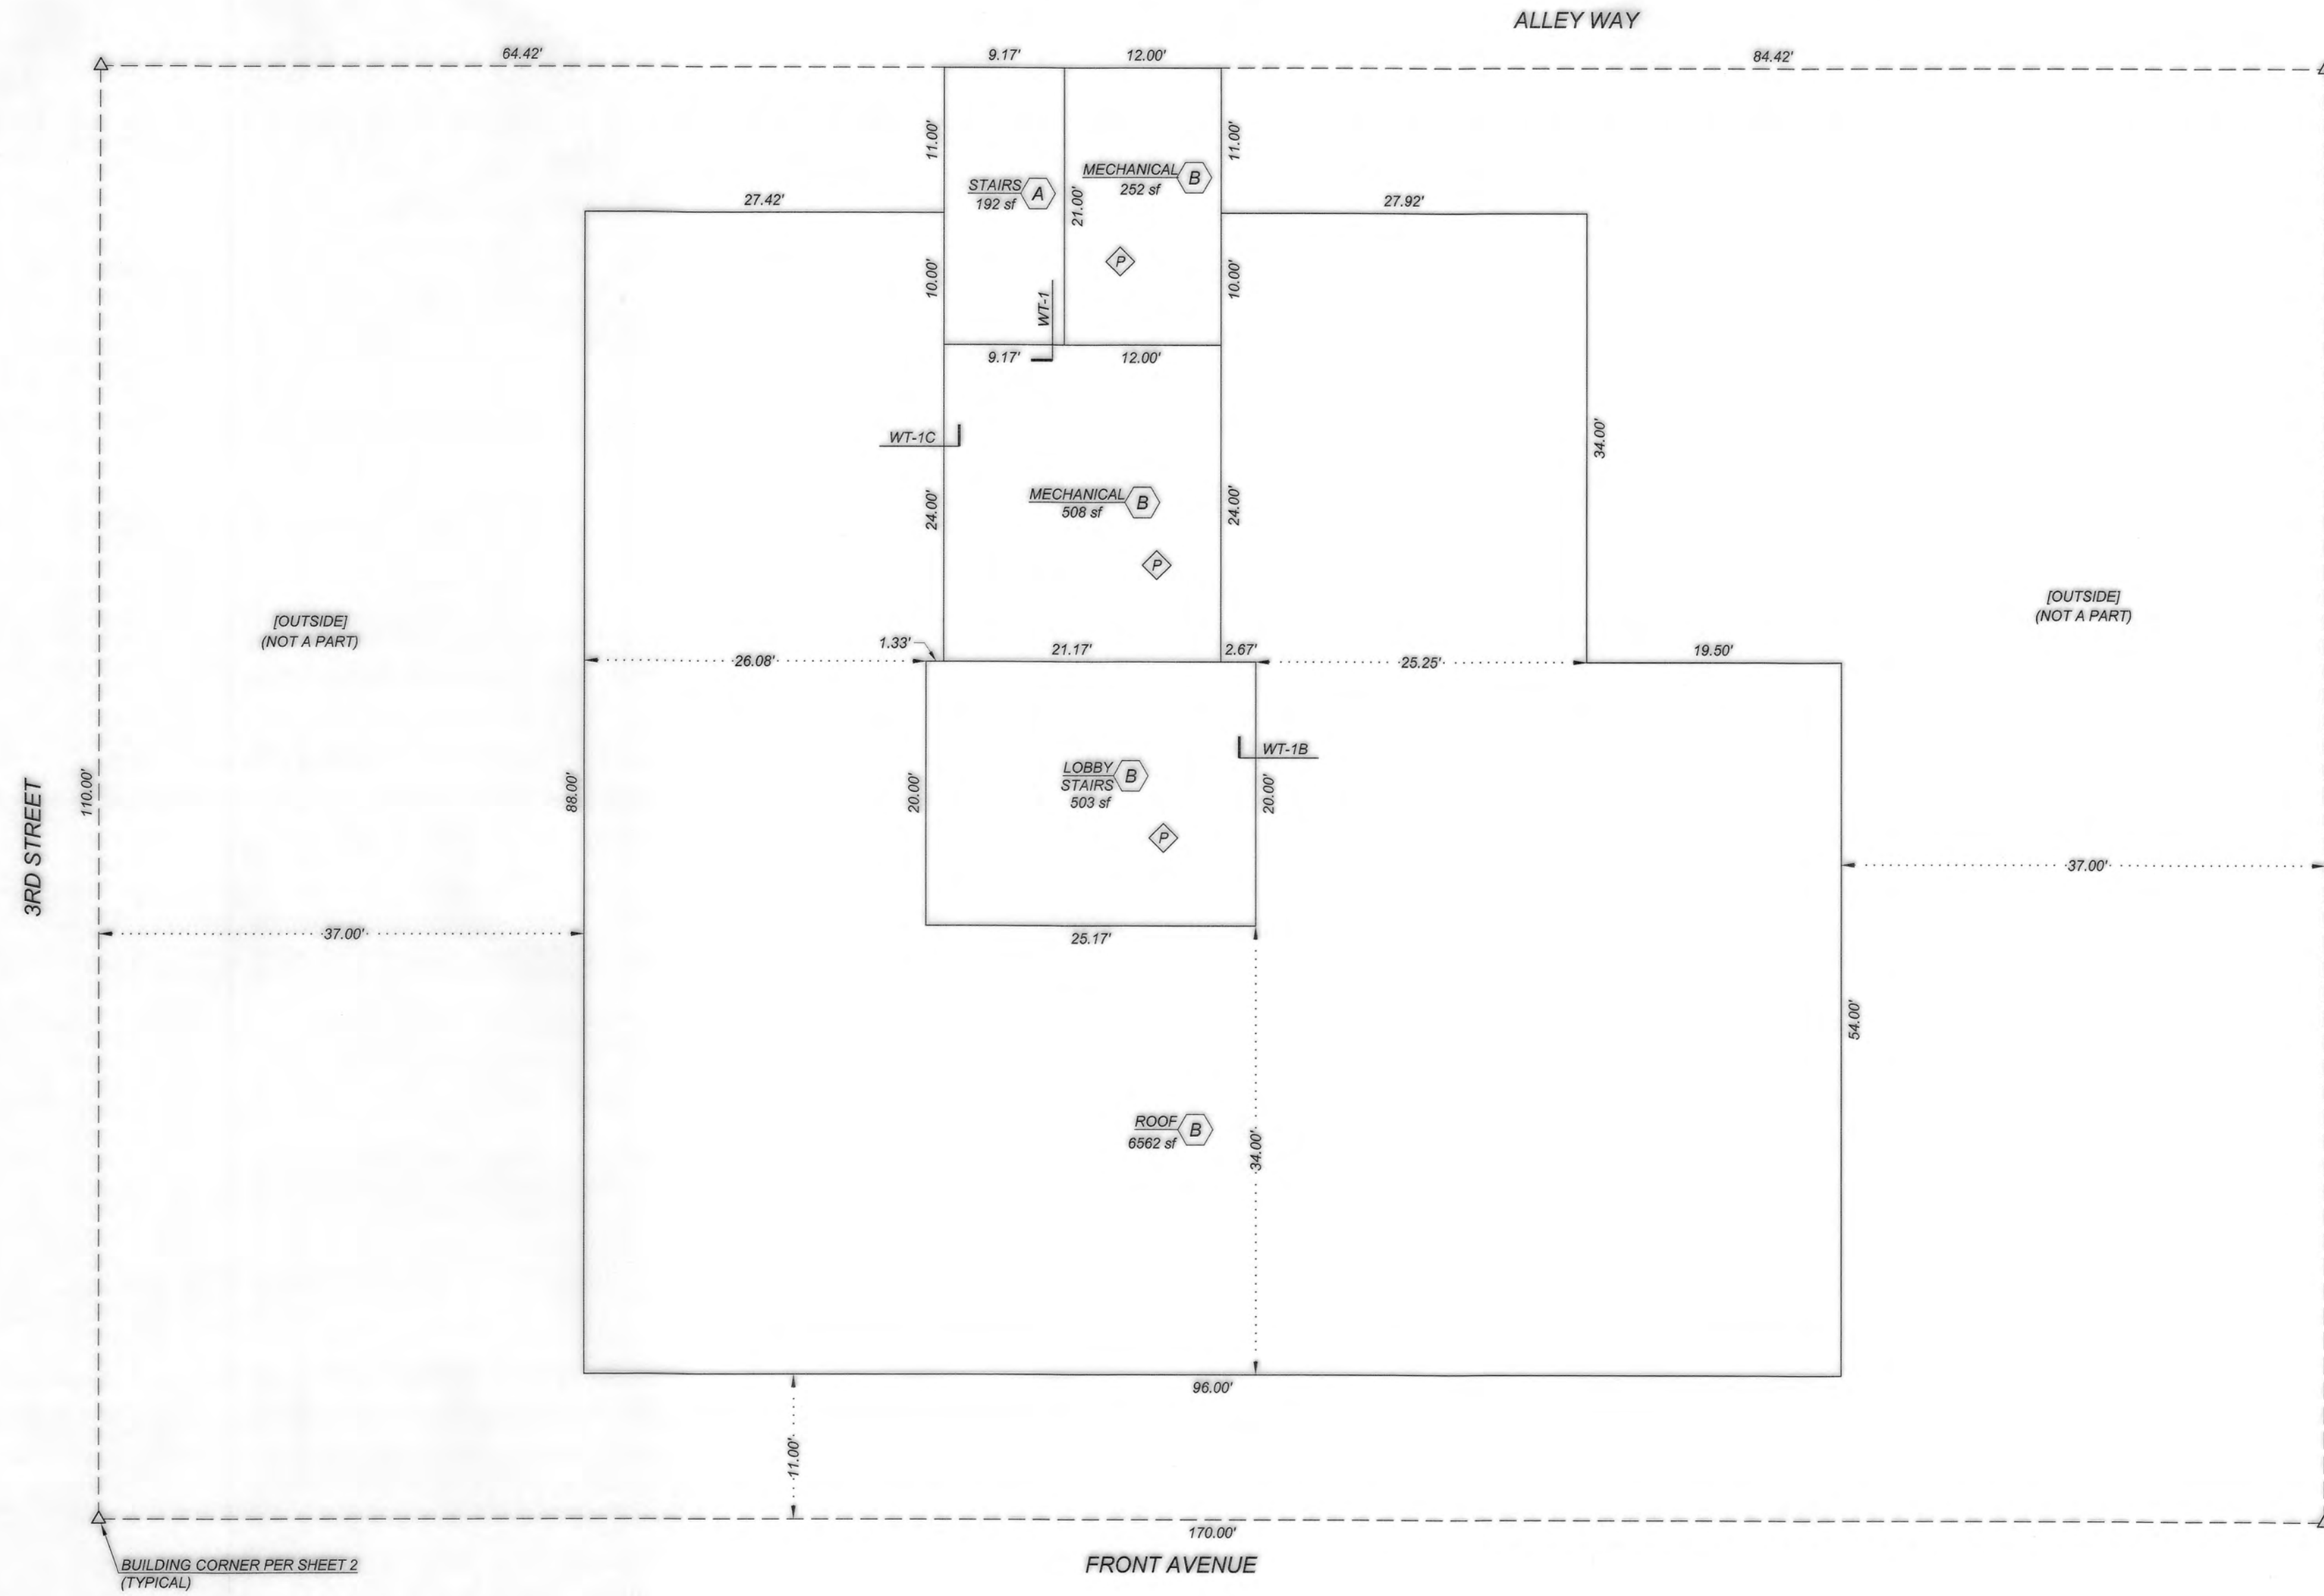 ALLEY WAY
64.42'
9.17'
12.00'
84.42'
11.00'
11.00'
STAIRS A
192 sf
MECHANICAL B
252 sf
21.00'
27.42'
27.92'
10.00'
10.00'
P
WT-1
9.17'
12.00'
WT-1C
34.00'
MECHANICAL B
508 sf
24.00'
24.00'
P
[OUTSIDE]
(NOT A PART)
[OUTSIDE]
(NOT A PART)
1.33'
26.08'
21.17'
2.67'
25.25'
19.50'
3RD STREET
110.00'
88.00'
20.00'
LOBBY B
STAIRS
503 sf
P
WT-1B
20.00'
37.00'
37.00'
25.17'
54.00'
ROOF B
6562 sf
34.00'
96.00'
11.00'
170.00'
FRONT AVENUE
BUILDING CORNER PER SHEET 2
(TYPICAL)